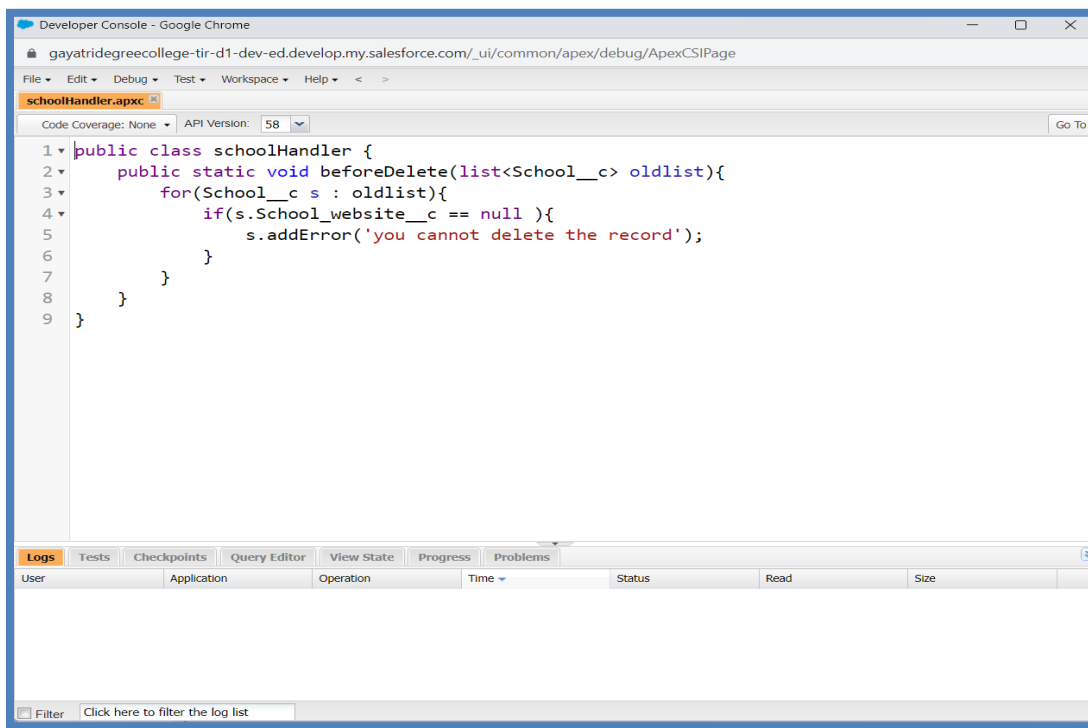 Developer Console - Google Chrome
gayatridegreecollege-tir-d1-dev-ed.develop.my.salesforce.com/_ui/common/apex/debug/ApexCSIPage
File Edit Debug Test Workspace Help < >
schoolHandler.apxc
Code Coverage: None API Version: 58 Go To
1 public class schoolHandler {
2 public static void beforeDelete(list<School__c> oldlist){
3 for(School__c s : oldlist){
4 if(s.School_website__c == null ){
5 s.addError('you cannot delete the record');
6 }
7 }
8 }
9 }
Logs Tests Checkpoints Query Editor View State Progress Problems
User Application Operation Time Status Read Size
Filter Click here to filter the log list